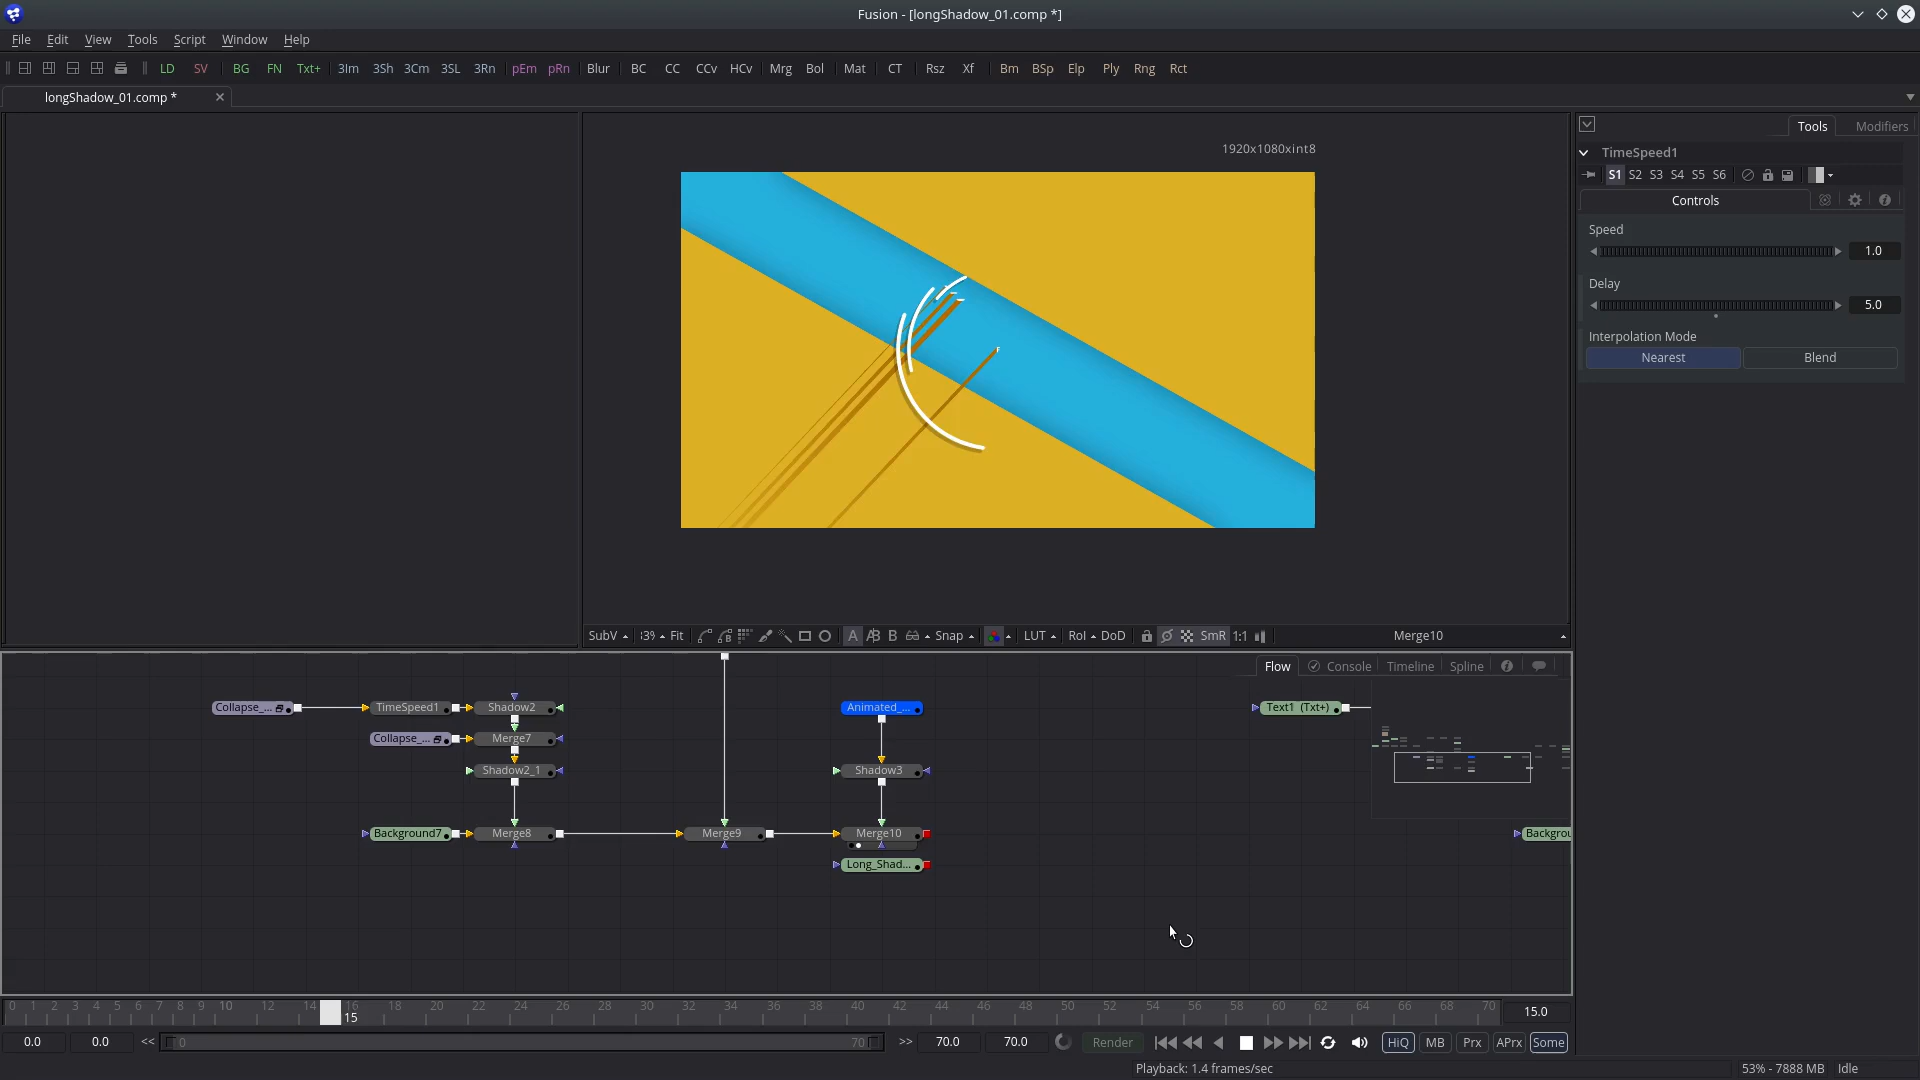 Fusion - [longShadow_01.comp *]
File Edit View Tools Script Window Help
LD SV BG FN Txt+ 3Im 3Sh 3Cm 3SL 3Rn pEm pRn Blur BC CC CCv HCv Mrg Bol Mat CT Rsz Xf Bm BSp Elp Ply Rng Rct
longShadow_01.comp *
Tools Modifiers
1920x1080xint8
TimeSpeed1
S1 S2 S3 S4 S5 S6
Controls
Speed
1.0
Delay
5.0
Interpolation Mode
Nearest Blend
SubV Fit A B Snap LUT RoI DoD SmR 1:1 Merge10
Flow Console Timeline Spline
Collapse_... TimeSpeed1 Shadow2 Animated_... Text1 (Txt+)
Collapse_... Merge7
Shadow2_1 Shadow3
Background7 Merge8 Merge9 Merge10 Backgrou
Long_Shad...
0 1 2 3 4 5 6 7 8 9 10 12 14 16 18 20 22 24 26 28 30 32 34 36 38 40 42 44 46 48 50 52 54 56 58 60 62 64 66 68 70
15
15.0
0.0 0.0 << 0 70 >> 70.0 70.0 Render HiQ MB Prx APrx Some
Playback: 1.4 frames/sec 53% - 7888 MB Idle